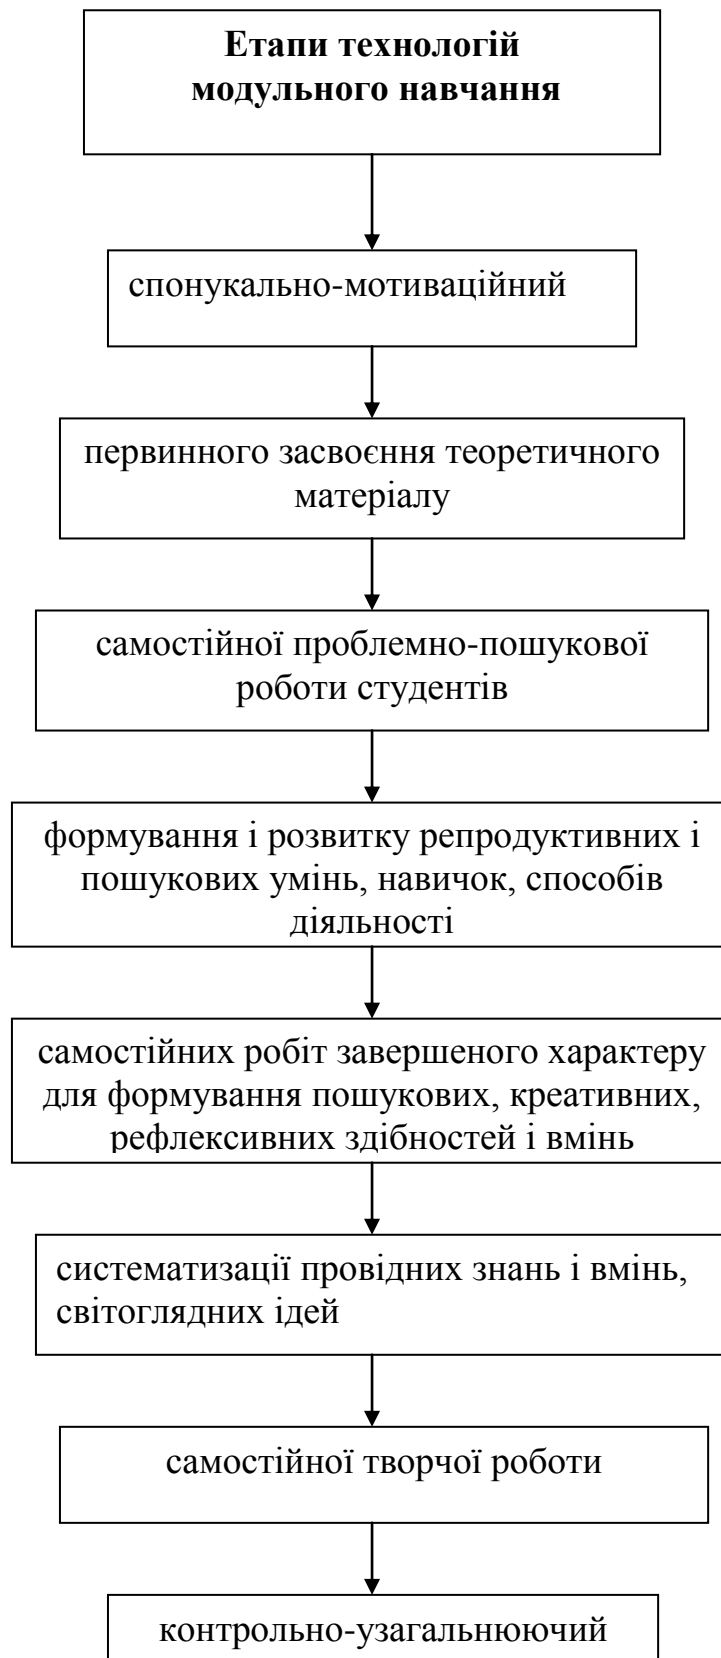 Етапи технологій
модульного навчання
спонукально-мотиваційний
первинного засвоєння теоретичного
матеріалу
самостійної проблемно-пошукової
роботи студентів
формування і розвитку репродуктивних і
пошукових умінь, навичок, способів
діяльності
самостійних робіт завершеного характеру
для формування пошукових, креативних,
рефлексивних здібностей і вмінь
систематизації провідних знань і вмінь,
світоглядних ідей
самостійної творчої роботи
контрольно-узагальнюючий